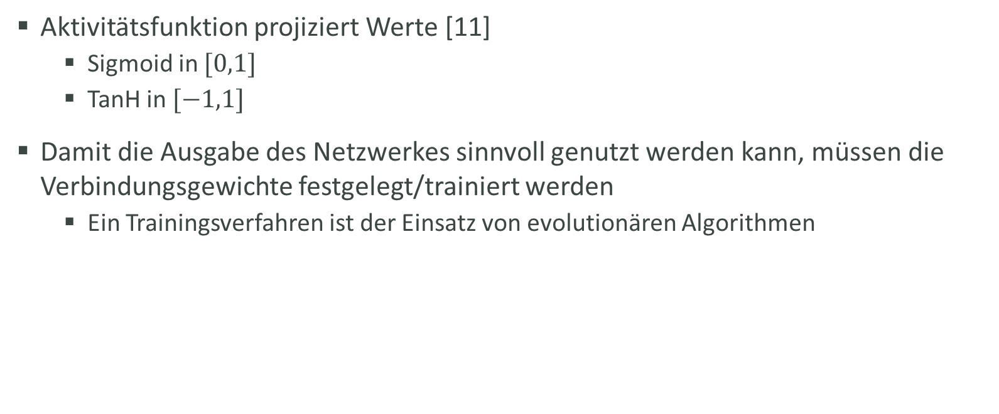 ▪ Aktivitätsfunktion projiziert Werte [11]
▪ Sigmoid in [0,1]
▪ TanH in [−1,1]
▪ Damit die Ausgabe des Netzwerkes sinnvoll genutzt werden kann, müssen die
Verbindungsgewichte festgelegt/trainiert werden
▪ Ein Trainingsverfahren ist der Einsatz von evolutionären Algorithmen